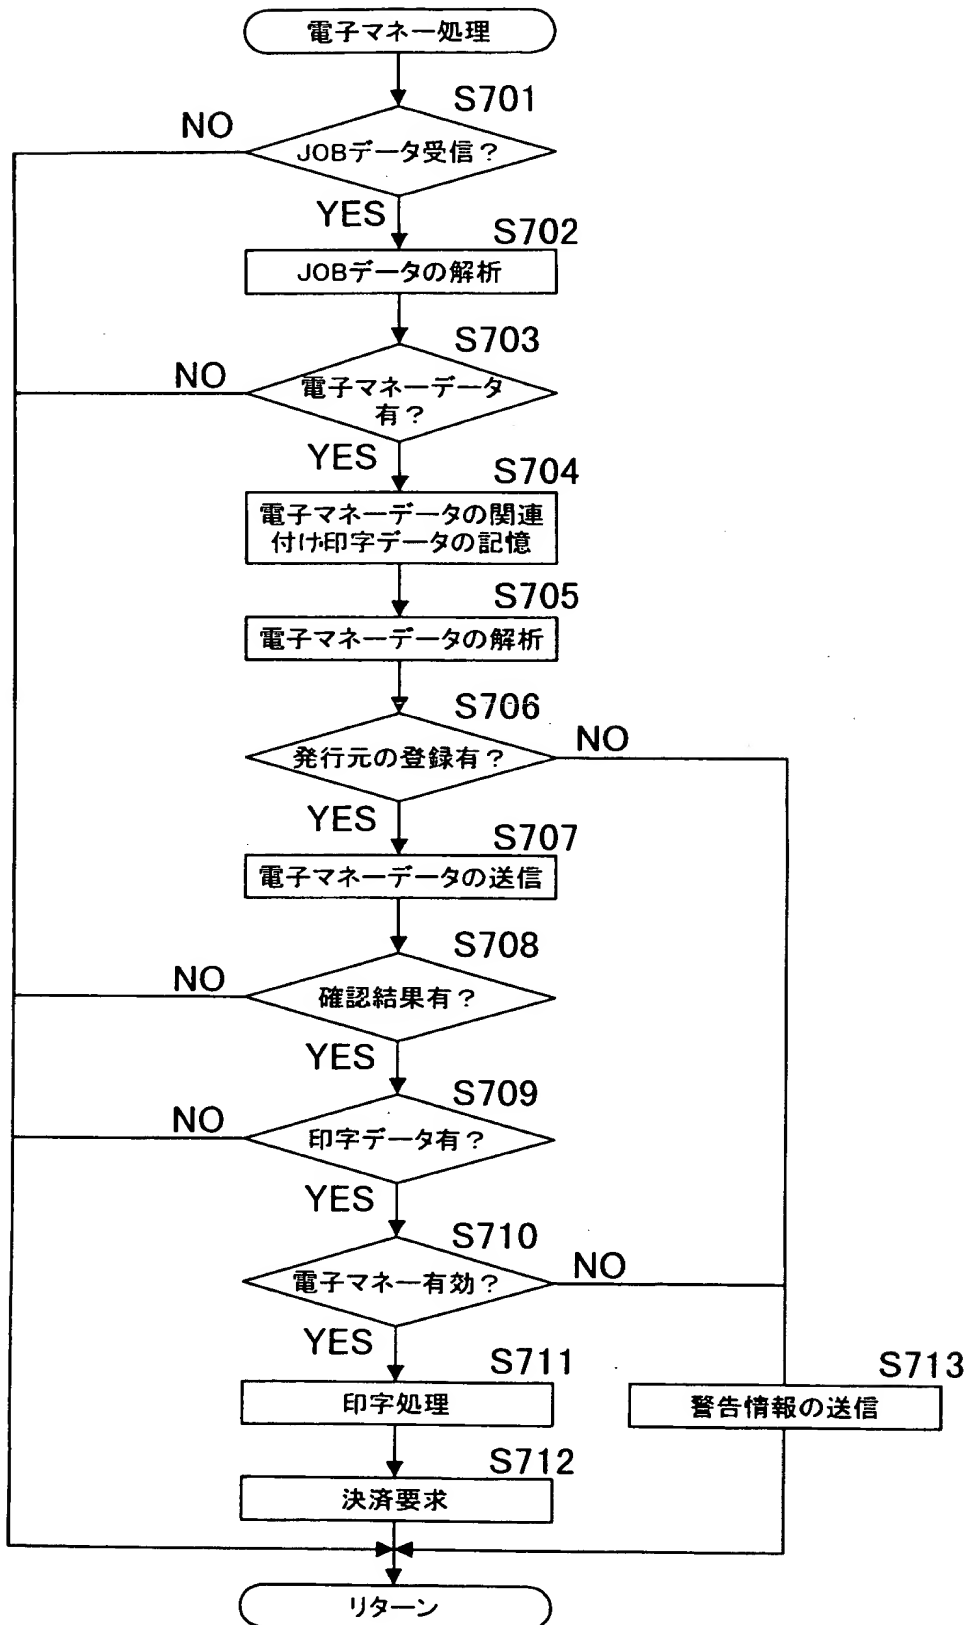 電子マネー処理
S701
NO
JOBデータ受信？
YES
S702
JOBデータの解析
S703
NO
電子マネーデータ
有？
YES
S704
電子マネーデータの関連
付け印字データの記憶
S705
電子マネーデータの解析
S706
発行元の登録有？
NO
YES
S707
電子マネーデータの送信
S708
NO
確認結果有？
YES
S709
NO
印字データ有？
YES
S710
電子マネー有効？
NO
YES
S711
印字処理
S713
警告情報の送信
S712
決済要求
リターン